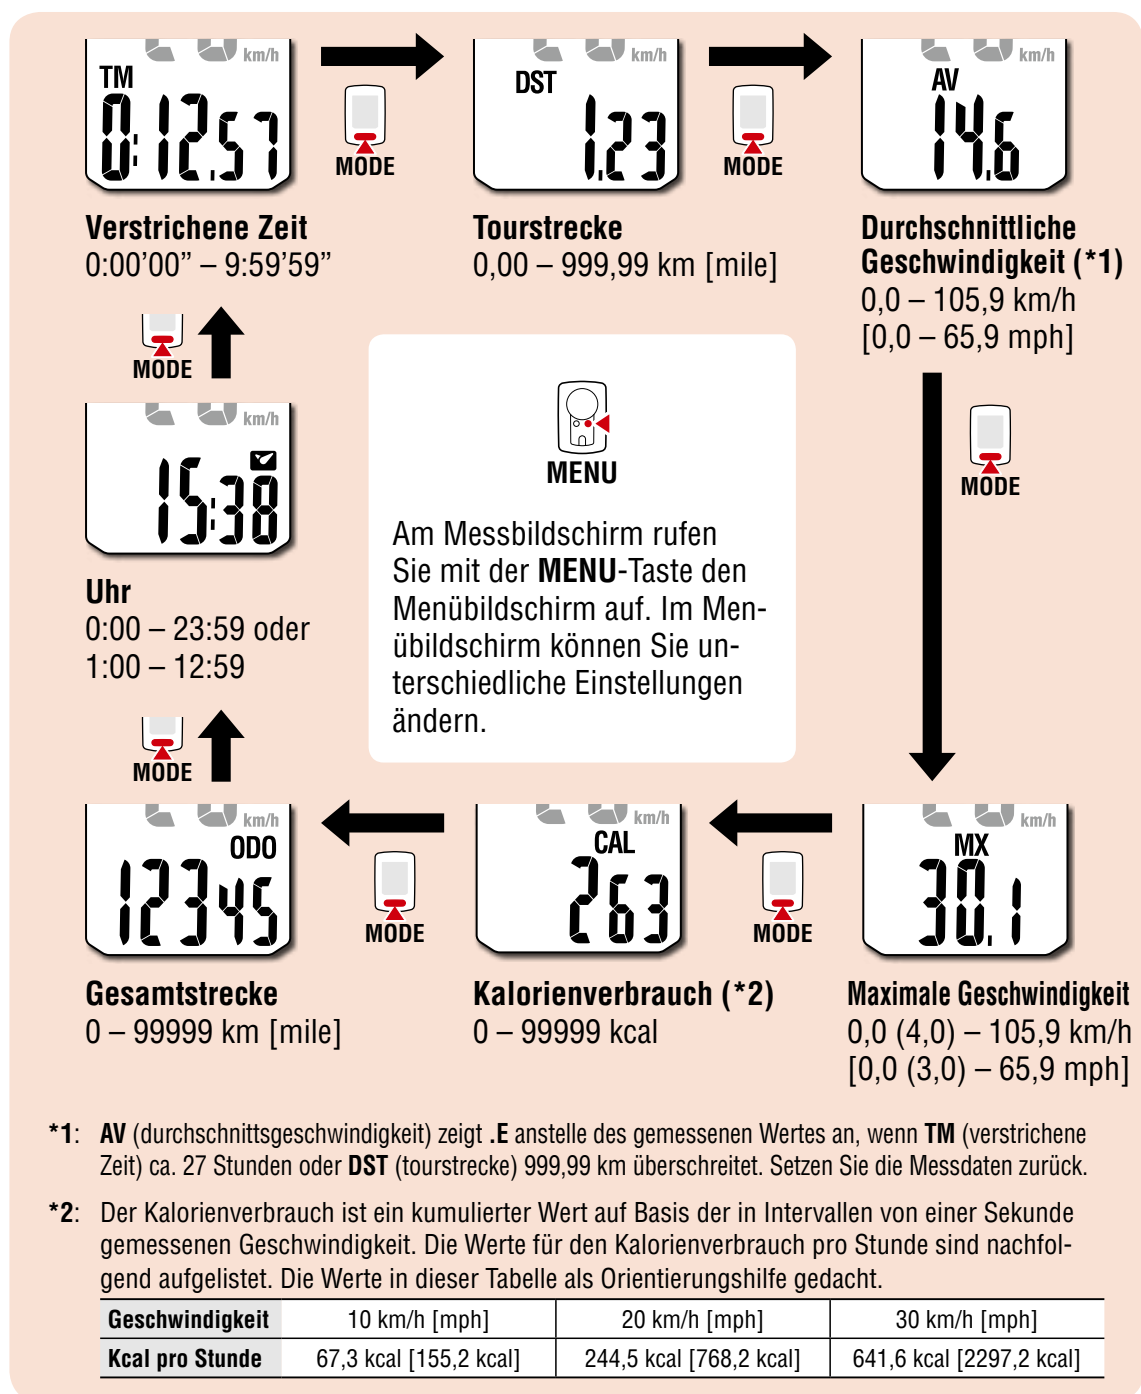 km/h
TM
0:12.57
MODE
Verstrichene Zeit
0:00’00” – 9:59’59”
km/h
DST
1.23
MODE
Tourstrecke
0,00 – 999,99 km [mile]
km/h
AV
14.6
Durchschnittliche
Geschwindigkeit (*1)
0,0 – 105,9 km/h
[0,0 – 65,9 mph]
MODE
MODE
km/h
15:38
Uhr
0:00 – 23:59 oder
1:00 – 12:59
MODE
MENU
Am Messbildschirm rufen
Sie mit der MENU-Taste den
Menübildschirm auf. Im Men-
übildschirm können Sie un-
terschiedliche Einstellungen
ändern.
km/h
ODO
12345
MODE
Gesamtstrecke
0 – 99999 km [mile]
km/h
CAL
263
MODE
Kalorienverbrauch (*2)
0 – 99999 kcal
km/h
MX
30.1
Maximale Geschwindigkeit
0,0 (4,0) – 105,9 km/h
[0,0 (3,0) – 65,9 mph]
*1: AV (durchschnittsgeschwindigkeit) zeigt .E anstelle des gemessenen Wertes an, wenn TM (verstrichene
Zeit) ca. 27 Stunden oder DST (tourstrecke) 999,99 km überschreitet. Setzen Sie die Messdaten zurück.
*2: Der Kalorienverbrauch ist ein kumulierter Wert auf Basis der in Intervallen von einer Sekunde
gemessenen Geschwindigkeit. Die Werte für den Kalorienverbrauch pro Stunde sind nachfol-
gend aufgelistet. Die Werte in dieser Tabelle als Orientierungshilfe gedacht.
Geschwindigkeit 10 km/h [mph] 20 km/h [mph] 30 km/h [mph]
Kcal pro Stunde 67,3 kcal [155,2 kcal] 244,5 kcal [768,2 kcal] 641,6 kcal [2297,2 kcal]